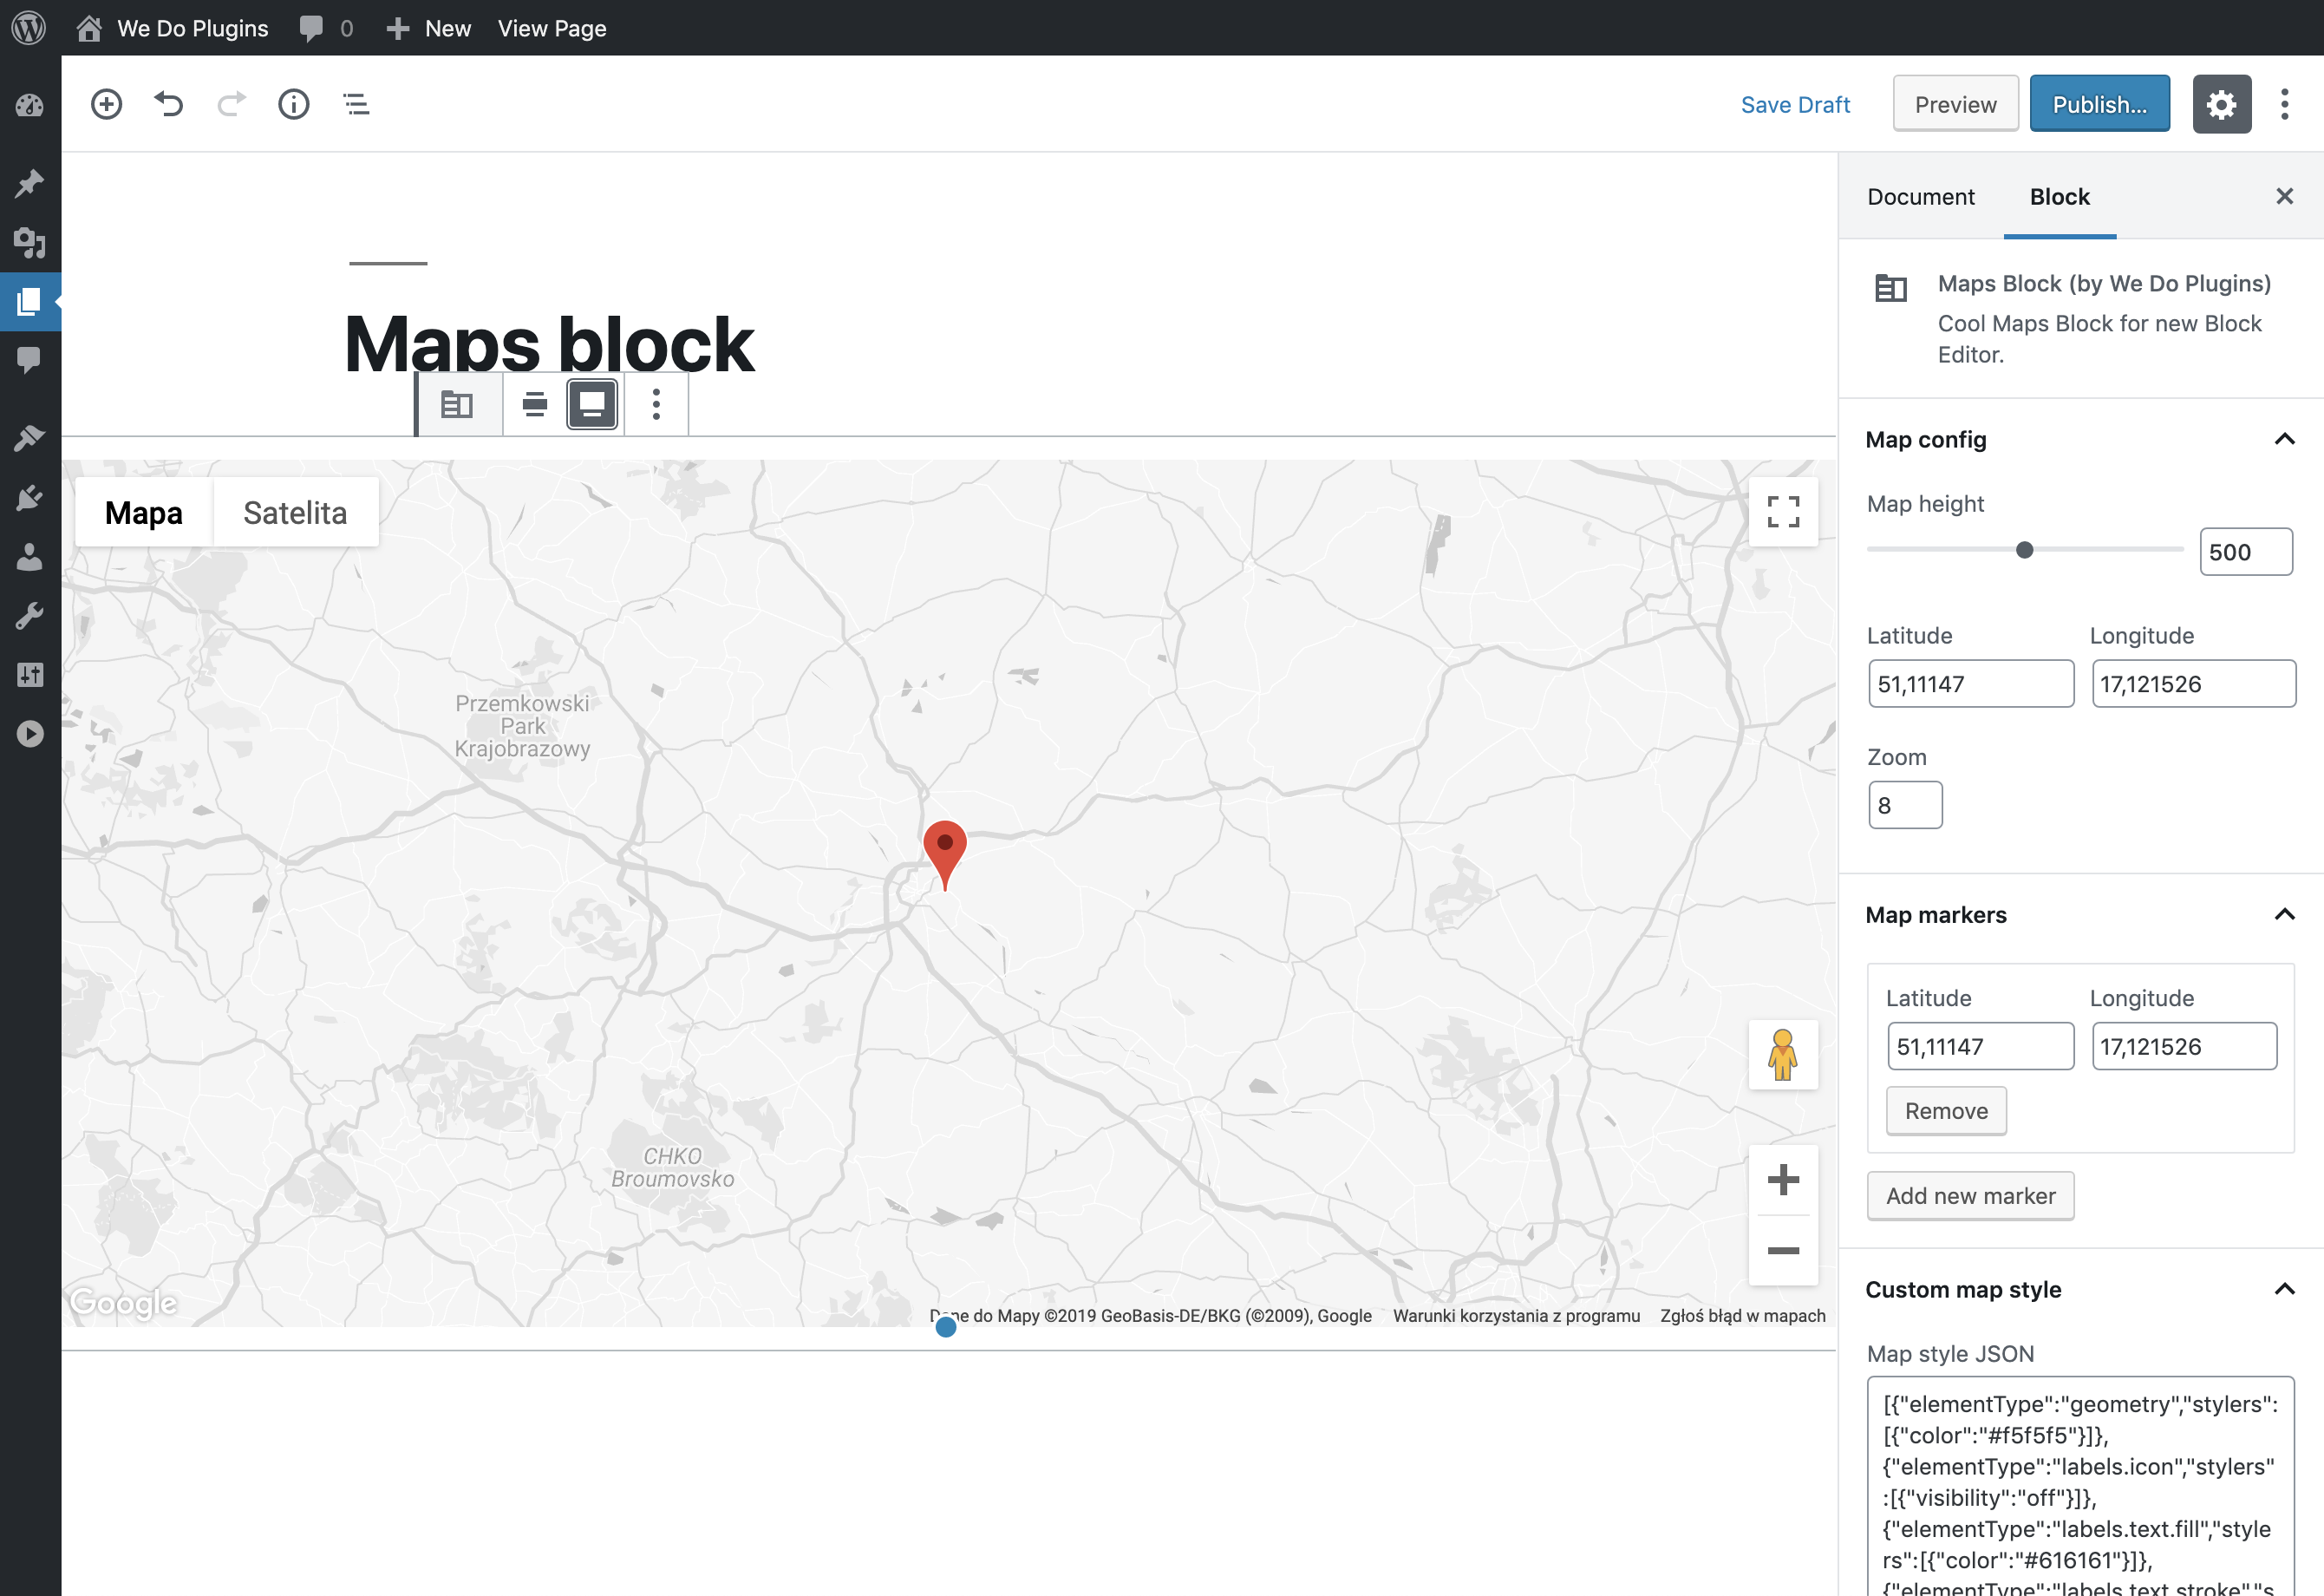 We Do Plugins 0 New View Page
Save Draft Preview Publish...
Document Block
Maps Block (by We Do Plugins)
Cool Maps Block for new Block
Editor.
Maps block
Mapa Satelita
Przemkowski
Park
Krajobrazowy
CHKO
Broumovsko
Google
Dane do Mapy ©2019 GeoBasis-DE/BKG (©2009), Google Warunki korzystania z programu Zgłoś błąd w mapach
Map config
Map height
500
Latitude Longitude
51,11147 17,121526
Zoom
8
Map markers
Latitude Longitude
51,11147 17,121526
Remove
Add new marker
Custom map style
Map style JSON
[{"elementType":"geometry","stylers":
[{"color":"#f5f5f5"}]},
{"elementType":"labels.icon","stylers"
:[{"visibility":"off"}]},
{"elementType":"labels.text.fill","style
rs":[{"color":"#616161"}]},
{"elementType":"labels.text.stroke","s